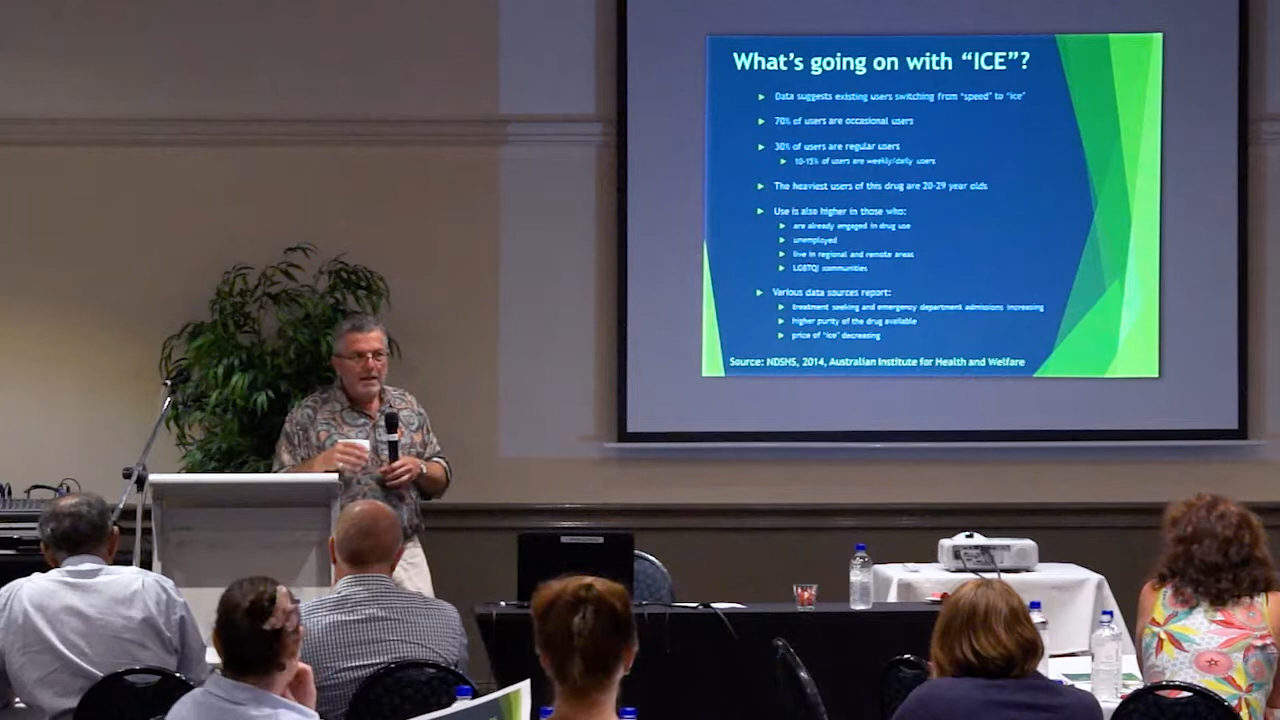 What's going on with “ICE”?
Data suggests existing users switching from “speed” to “ice”
70% of users are occasional users
30% of users are regular users
10-15% of users are weekly/daily users
The heaviest users of this drug are 20-29 year olds
Use is also higher in those who:
are already engaged in drug use
unemployed
live in regional and remote areas
LGBTQI communities
Various data sources report:
treatment seeking and emergency department admissions increasing
higher purity of the drug available
price of “ice” decreasing
Source: NDSHS, 2014, Australian Institute for Health and Welfare